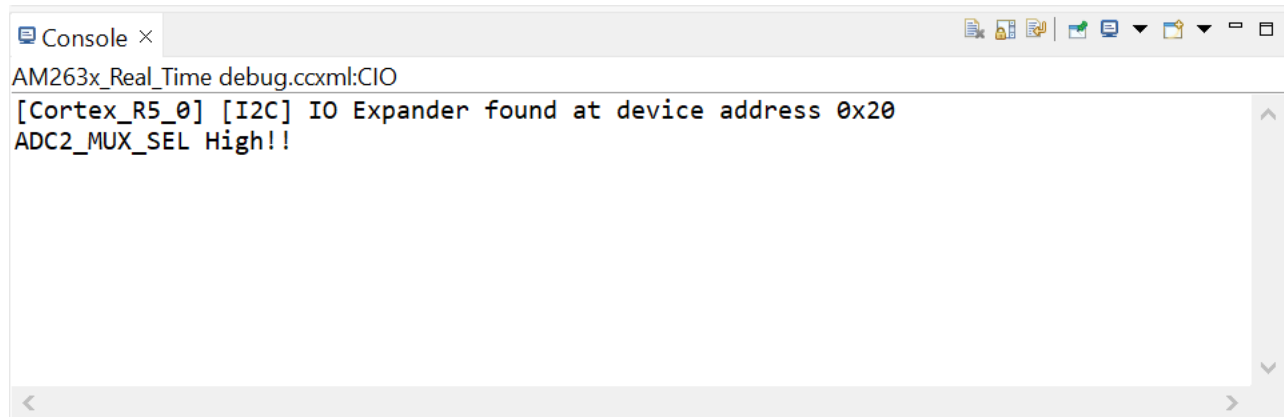 Console
AM263x_Real_Time debug.ccxml:CIO
[Cortex_R5_0] [I2C] IO Expander found at device address 0x20
ADC2_MUX_SEL High!!